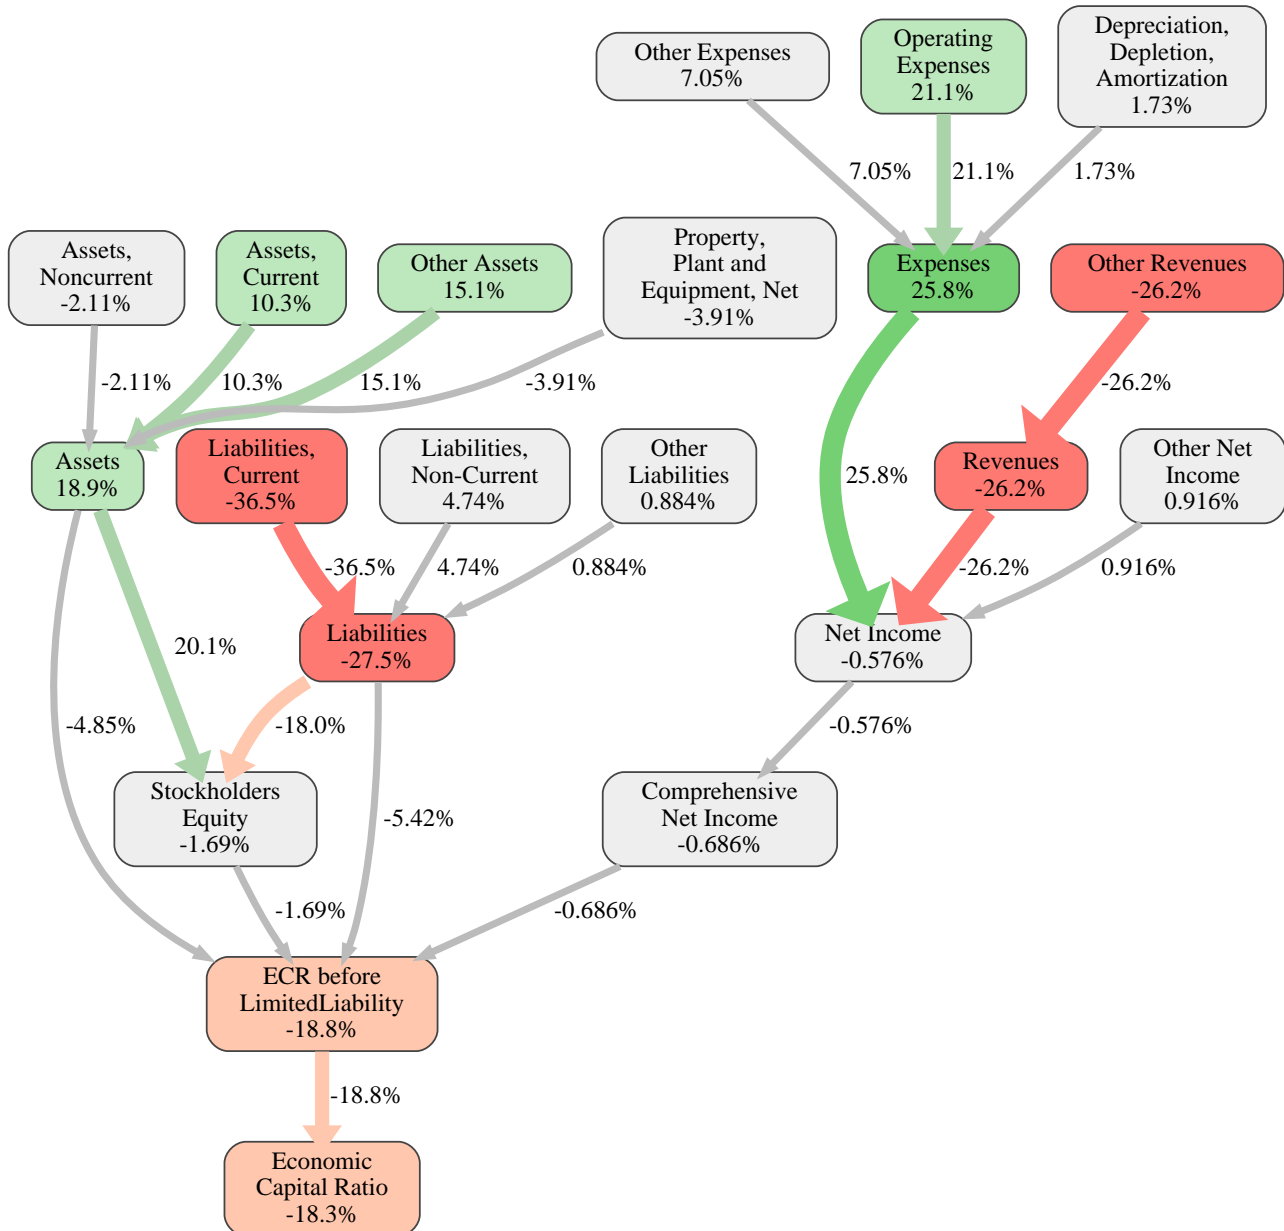 Other Expenses
7.05%
Operating
Expenses
21.1%
Depreciation,
Depletion,
Amortization
1.73%
7.05%
21.1%
1.73%
Assets,
Noncurrent
-2.11%
Assets,
Current
10.3%
Other Assets
15.1%
Property,
Plant and
Equipment, Net
-3.91%
Expenses
25.8%
Other Revenues
-26.2%
-2.11%
10.3%
15.1%
-3.91%
-26.2%
Assets
18.9%
Liabilities,
Current
-36.5%
Liabilities,
Non-Current
4.74%
Other
Liabilities
0.884%
25.8%
Revenues
-26.2%
Other Net
Income
0.916%
-36.5%
4.74%
0.884%
-26.2%
0.916%
20.1%
Liabilities
-27.5%
Net Income
-0.576%
-4.85%
-18.0%
-0.576%
Stockholders
Equity
-1.69%
-5.42%
Comprehensive
Net Income
-0.686%
-1.69%
-0.686%
ECR before
LimitedLiability
-18.8%
-18.8%
Economic
Capital Ratio
-18.3%